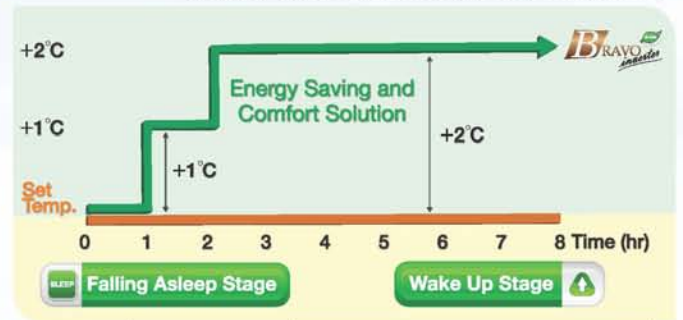 +2°C
BRAVO
inverter
Energy Saving and
Comfort Solution
+1°C
+2°C
+1°C
Set
Temp.
0 1 2 3 4 5 6 7 8 Time (hr)
SLEEP Falling Asleep Stage
Wake Up Stage